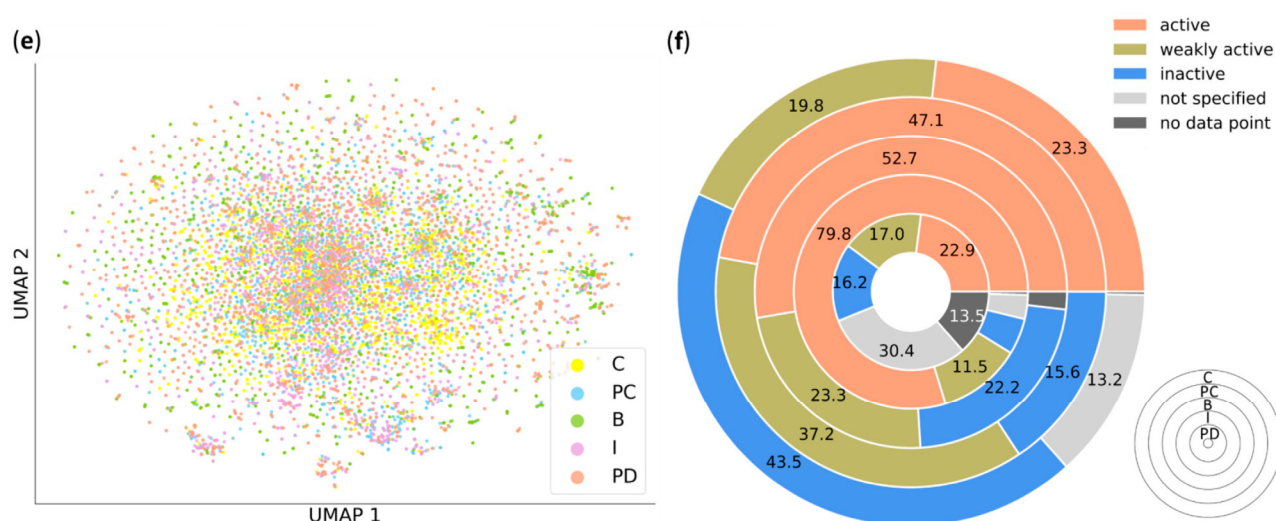 (e)
UMAP 2
UMAP 1
C
PC
B
I
PD
(f)
active
weakly active
inactive
not specified
no data point
19.8
23.3
47.1
52.7
79.8
17.0
22.9
16.2
13.5
30.4
11.5
22.2
15.6
13.2
23.3
37.2
43.5
C
PC
B
I
PD